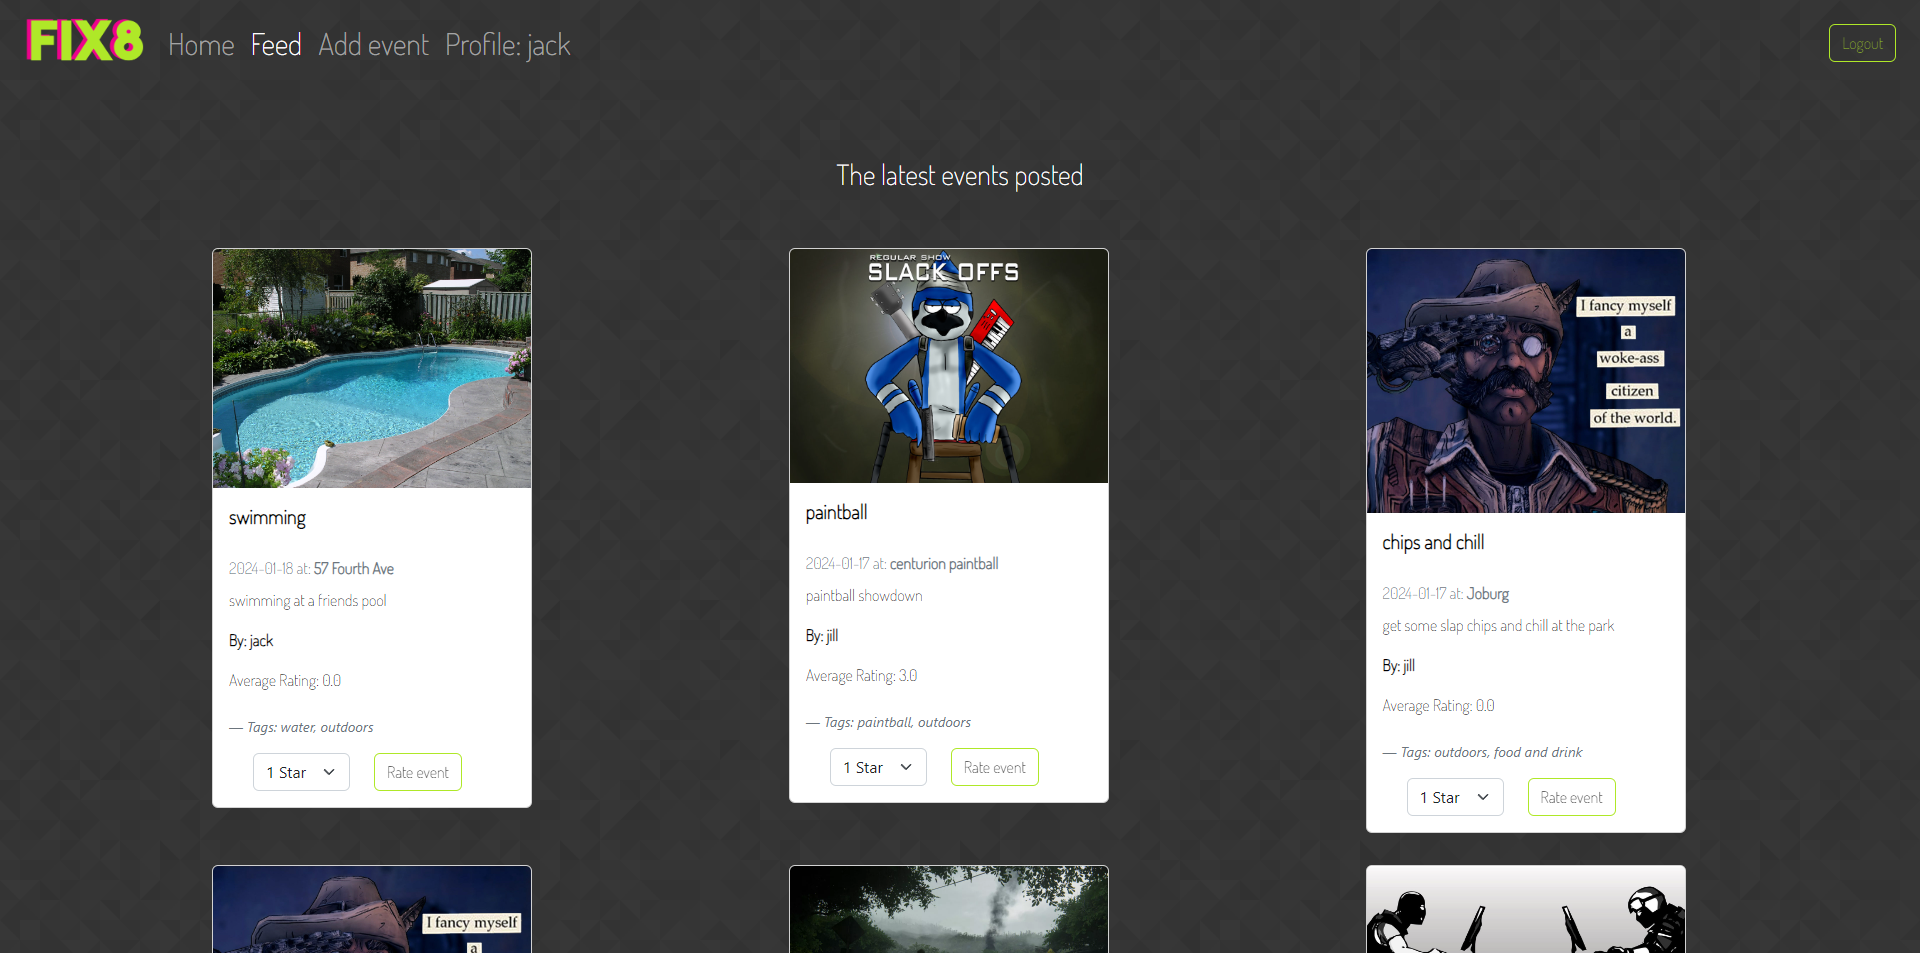 FIX8
Home Feed Add event Profile: jack
Logout
The latest events posted
swimming
2024-01-18 at: 57 Fourth Ave
swimming at a friends pool
By: jack
Average Rating: 0.0
— Tags: water, outdoors
1 Star
Rate event
REGULAR SHOW
SLACK OFFS
paintball
2024-01-17 at: centurion paintball
paintball showdown
By: jill
Average Rating: 3.0
— Tags: paintball, outdoors
1 Star
Rate event
I fancy myself
a
woke-ass
citizen
of the world.
chips and chill
2024-01-17 at: Joburg
get some slap chips and chill at the park
By: jill
Average Rating: 0.0
— Tags: outdoors, food and drink
1 Star
Rate event
I fancy myself
a